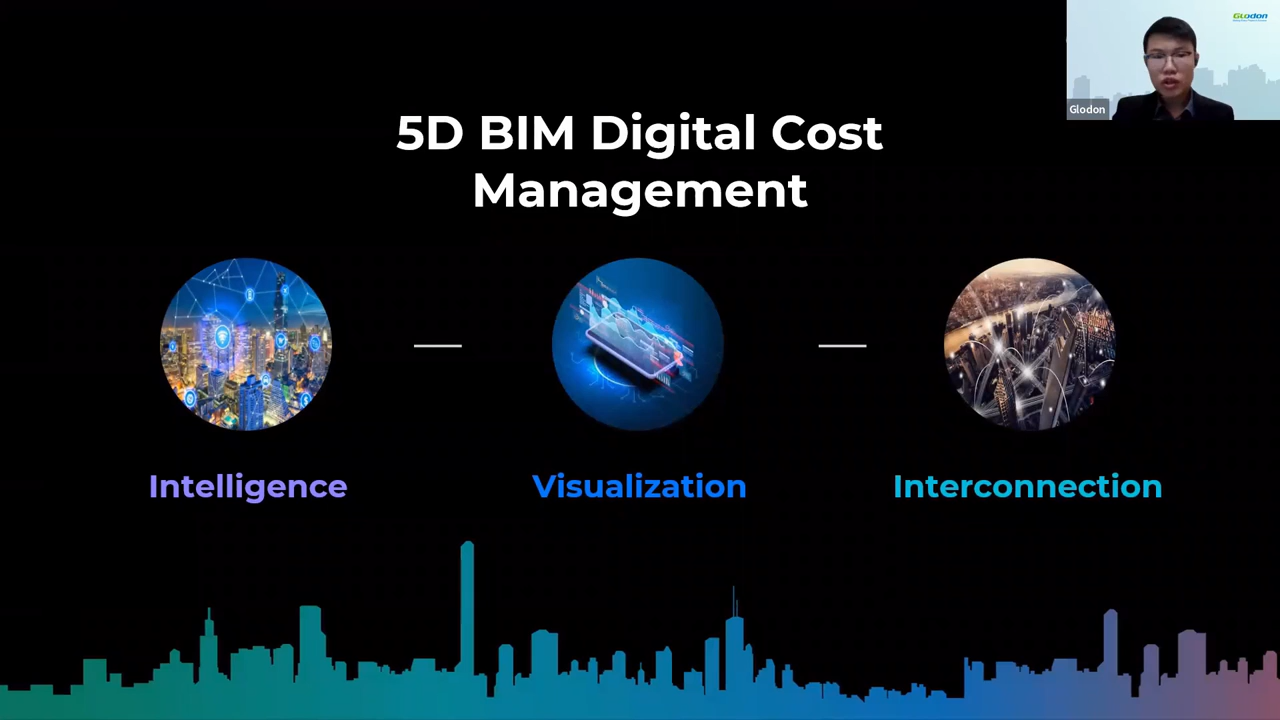 Glodon
Glodon
5D BIM Digital Cost
Management
Intelligence
Visualization
Interconnection